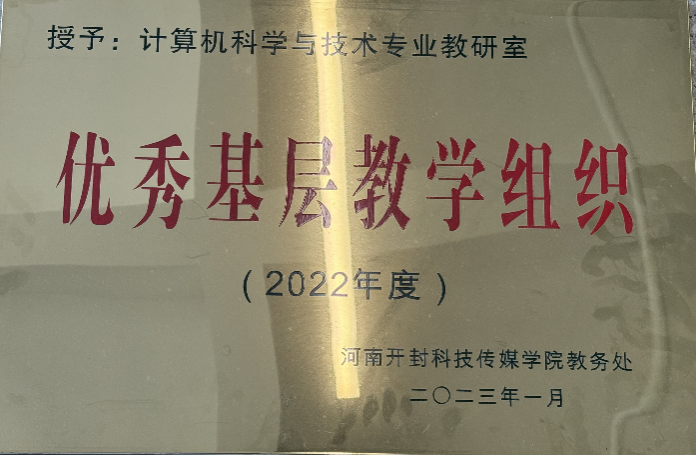 授予：计算机科学与技术专业教研室
优秀基层教学组织
（2022年度）
河南开封科技传媒学院教务处
二〇二三年一月